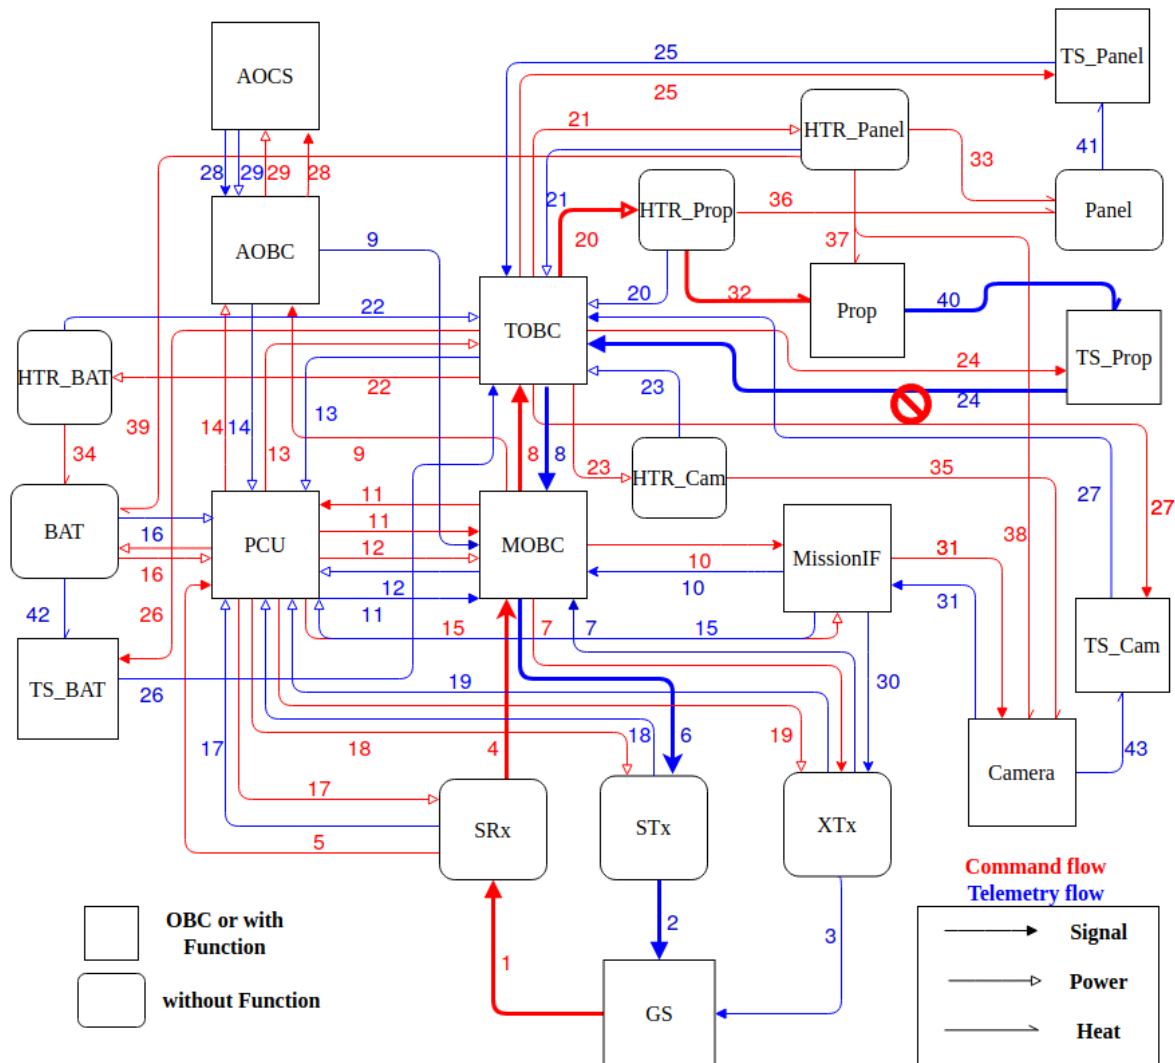 25
TS_Panel
AOCS
25
21
HTR_Panel
33
41
28
29
29
28
21
36
HTR_Prop
Panel
20
9
37
AOBC
32
40
20
22
Prop
TOBC
TS_Prop
24
HTR_BAT
22
23
24
13
39
14
14
13
9
8
8
34
23
HTR_Cam
35
27
27
11
38
BAT
16
PCU
11
MOBC
31
MissionIF
12
10
16
12
10
31
42
26
11
15
7
7
15
TS_Cam
TS_BAT
26
19
30
17
18
4
18
6
19
43
Camera
17
SRx
STx
XTx
5
Command flow
Telemetry flow
OBC or with
Function
2
3
Signal
1
Power
without Function
GS
Heat